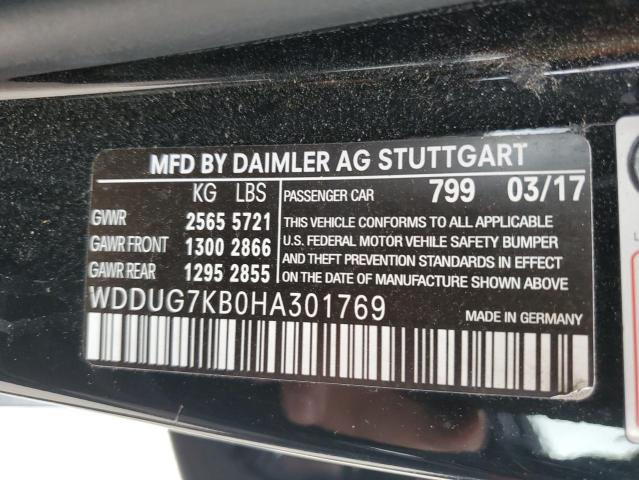 MFD BY DAIMLER AG STUTTGART
KG LBS
GVWR 2565 5721
GAWR FRONT 1300 2866
GAWR REAR 1295 2855
PASSENGER CAR 799 03/17
THIS VEHICLE CONFORMS TO ALL APPLICABLE
U.S. FEDERAL MOTOR VEHILE SAFETY BUMPER
AND THEFT PREVENTION STANDARDS IN EFFECT
ON THE DATE OF MANUFACTURE SHOWN ABOVE.
WDDUG7KB0HA301769
MADE IN GERMANY